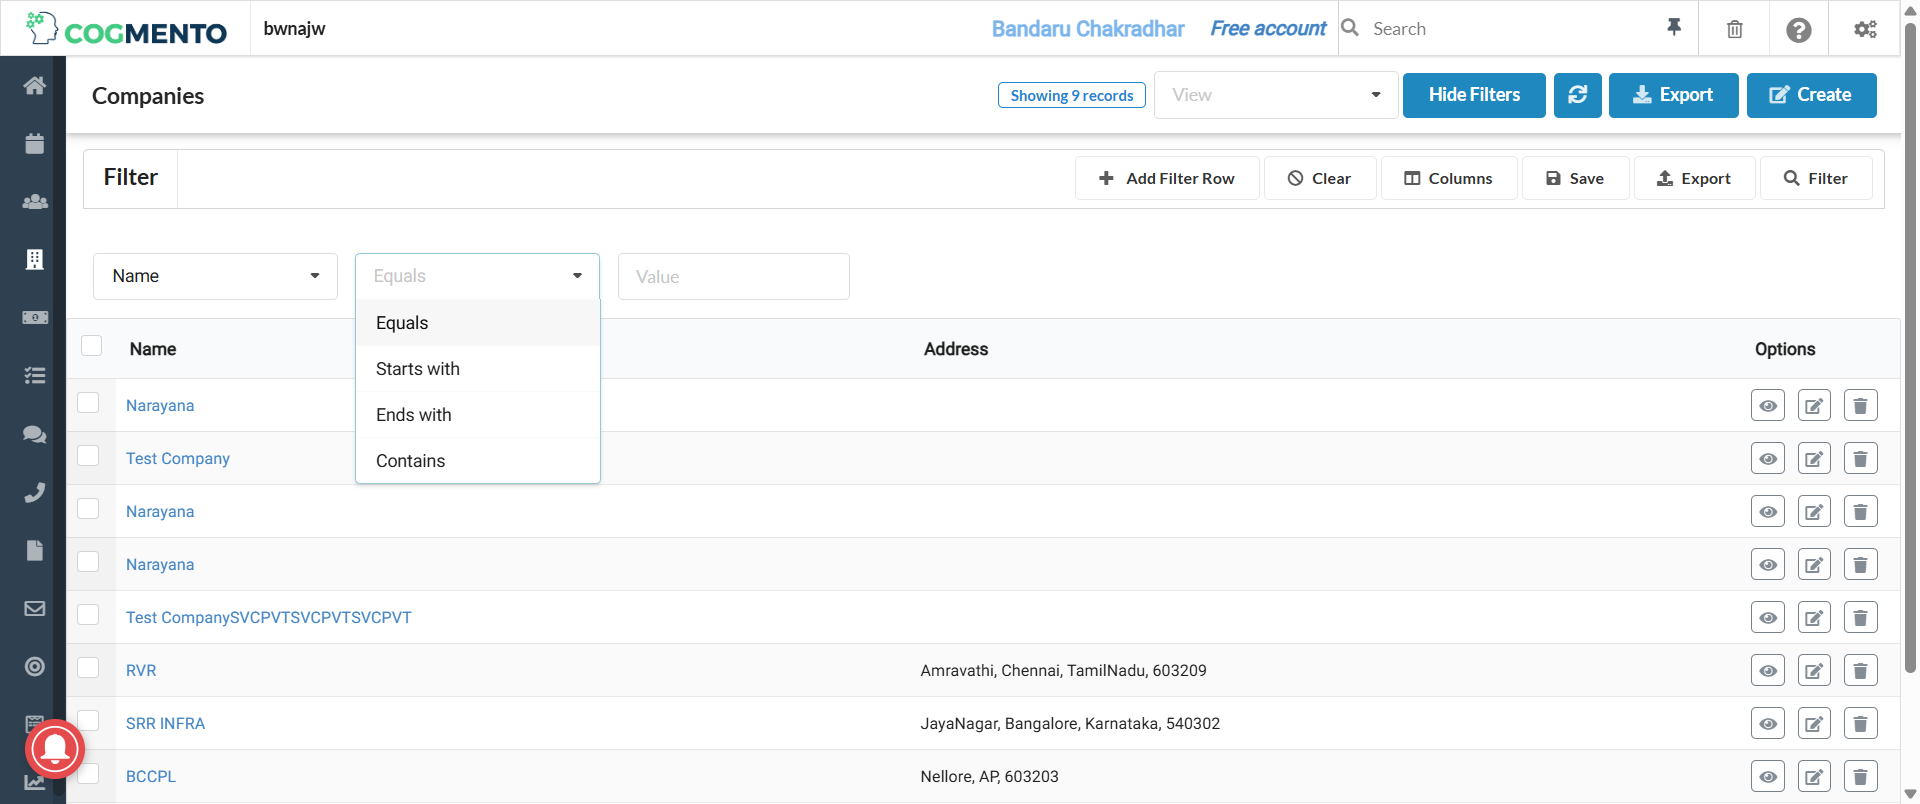 COGMENTO
bwnajw
Bandaru Chakradhar
Free account
Search
Companies
Showing 9 records
View
Hide Filters
Export
Create
Filter
Add Filter Row
Clear
Columns
Save
Export
Filter
Name
Equals
Value
Equals
Starts with
Ends with
Contains
Name
Address
Options
Narayana
Test Company
Narayana
Narayana
Test CompanySVCPVTSVCPVTSVCPVT
RVR
Amravathi, Chennai, TamilNadu, 603209
SRR INFRA
JayaNagar, Bangalore, Karnataka, 540302
BCCPL
Nellore, AP, 603203